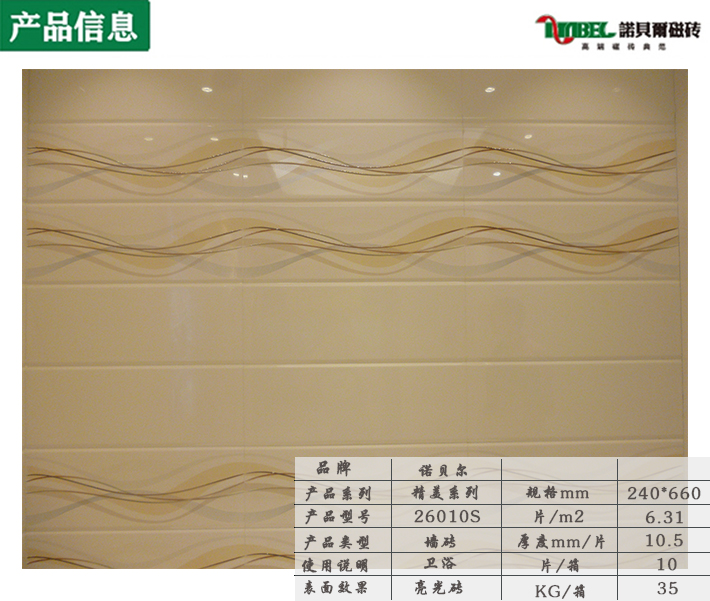 产品信息
NABEL 諾貝爾磁砖
高端磁砖典范
品牌 诺贝尔
产品系列 精美系列 规格mm 240*660
产品型号 26010S 片/m2 6.31
产品类型 墙砖 厚度mm/片 10.5
使用说明 卫浴 片/箱 10
表面效果 亮光砖 KG/箱 35